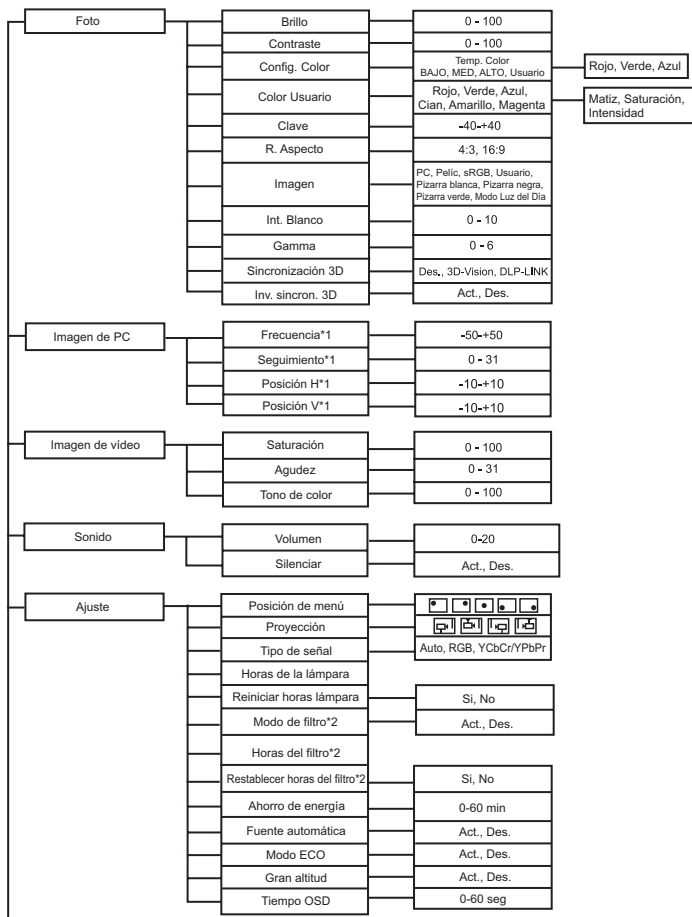 Foto
Brillo
0 - 100
Contraste
0 - 100
Config. Color
Temp. Color
BAJO, MED, ALTO, Usuario
Rojo, Verde, Azul
Color Usuario
Rojo, Verde, Azul,
Cian, Amarillo, Magenta
Matiz, Saturación,
Intensidad
Clave
-40-+40
R. Aspecto
4:3, 16:9
Imagen
PC, Pelíc, sRGB, Usuario,
Pizarra blanca, Pizarra negra,
Pizarra verde, Modo Luz del Día
Int. Blanco
0 - 10
Gamma
0 - 6
Sincronización 3D
Des., 3D-Vision, DLP-LINK
Inv. sincron. 3D
Act., Des.
Imagen de PC
Frecuencia*1
-50-+50
Seguimiento*1
0 - 31
Posición H*1
-10-+10
Posición V*1
-10-+10
Imagen de vídeo
Saturación
0 - 100
Agudez
0 - 31
Tono de color
0 - 100
Sonido
Volumen
0-20
Silenciar
Act., Des.
Ajuste
Posición de menú
Proyección
Tipo de señal
Auto, RGB, YCbCr/YPbPr
Horas de la lámpara
Reiniciar horas lámpara
Si, No
Modo de filtro*2
Act., Des.
Horas del filtro*2
Restablecer horas del filtro*2
Si, No
Ahorro de energía
0-60 min
Fuente automática
Act., Des.
Modo ECO
Act., Des.
Gran altitud
Act., Des.
Tiempo OSD
0-60 seg